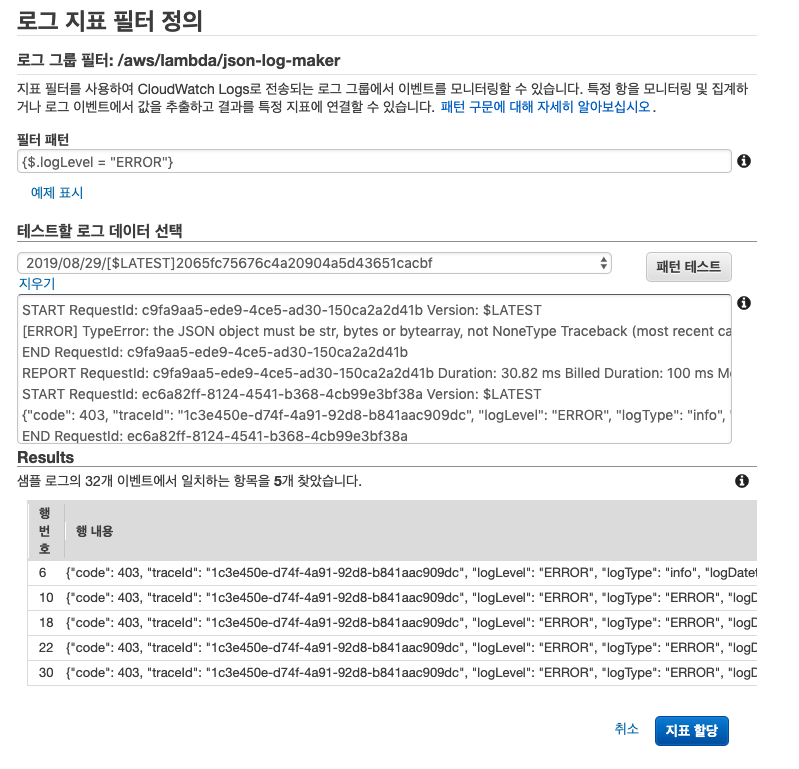 로그 지표 필터 정의
로그 그룹 필터: /aws/lambda/json-log-maker
지표 필터를 사용하여 CloudWatch Logs로 전송되는 로그 그룹에서 이벤트를 모니터링할 수 있습니다. 특정 항을 모니터링 및 집계하
거나 로그 이벤트에서 값을 추출하고 결과를 특정 지표에 연결할 수 있습니다. 패턴 구문에 대해 자세히 알아보십시오.
필터 패턴
{$.logLevel = "ERROR"}
예제 표시
테스트할 로그 데이터 선택
2019/08/29/[$LATEST]2065fc75676c4a20904a5d43651cacbf
패턴 테스트
지우기
START RequestId: c9fa9aa5-ede9-4ce5-ad30-150ca2a2d41b Version: $LATEST
[ERROR] TypeError: the JSON object must be str, bytes or bytearray, not NoneType Traceback (most recent ca
END RequestId: c9fa9aa5-ede9-4ce5-ad30-150ca2a2d41b
REPORT RequestId: c9fa9aa5-ede9-4ce5-ad30-150ca2a2d41b Duration: 30.82 ms Billed Duration: 100 ms Me
START RequestId: ec6a82ff-8124-4541-b368-4cb99e3bf38a Version: $LATEST
{"code": 403, "traceId": "1c3e450e-d74f-4a91-92d8-b841aac909dc", "logLevel": "ERROR", "logType": "info", "
END RequestId: ec6a82ff-8124-4541-b368-4cb99e3bf38a
Results
샘플 로그의 32개 이벤트에서 일치하는 항목을 5개 찾았습니다.
행 번호 행 내용
6 {"code": 403, "traceId": "1c3e450e-d74f-4a91-92d8-b841aac909dc", "logLevel": "ERROR", "logType": "info", "logDatet
10 {"code": 403, "traceId": "1c3e450e-d74f-4a91-92d8-b841aac909dc", "logLevel": "ERROR", "logType": "ERROR", "logD
18 {"code": 403, "traceId": "1c3e450e-d74f-4a91-92d8-b841aac909dc", "logLevel": "ERROR", "logType": "ERROR", "logD
22 {"code": 403, "traceId": "1c3e450e-d74f-4a91-92d8-b841aac909dc", "logLevel": "ERROR", "logType": "ERROR", "logD
30 {"code": 403, "traceId": "1c3e450e-d74f-4a91-92d8-b841aac909dc", "logLevel": "ERROR", "logType": "ERROR", "logD
취소
지표 할당